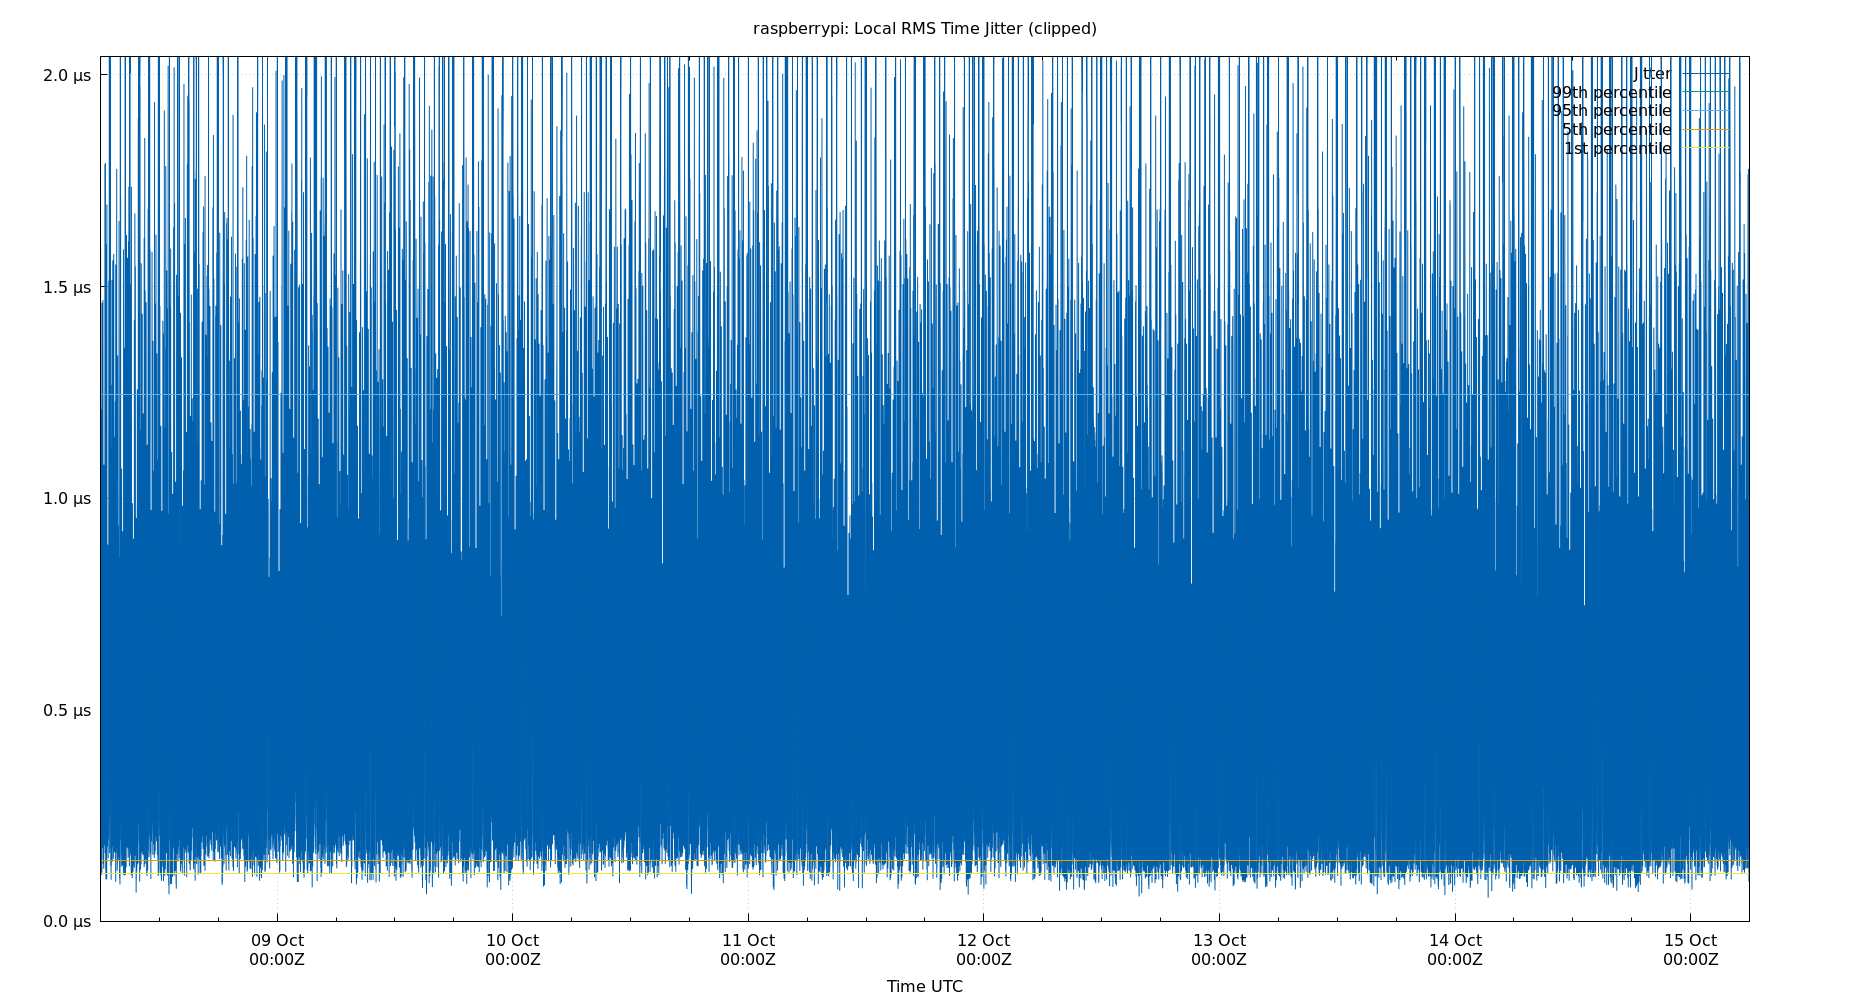 raspberrypi: Local RMS Time Jitter (clipped)
2.0 µs
1.5 µs
1.0 µs
0.5 µs
0.0 µs
Jitter
99th percentile
95th percentile
5th percentile
1st percentile
09 Oct
00:00Z
10 Oct
00:00Z
11 Oct
00:00Z
12 Oct
00:00Z
13 Oct
00:00Z
14 Oct
00:00Z
15 Oct
00:00Z
Time UTC